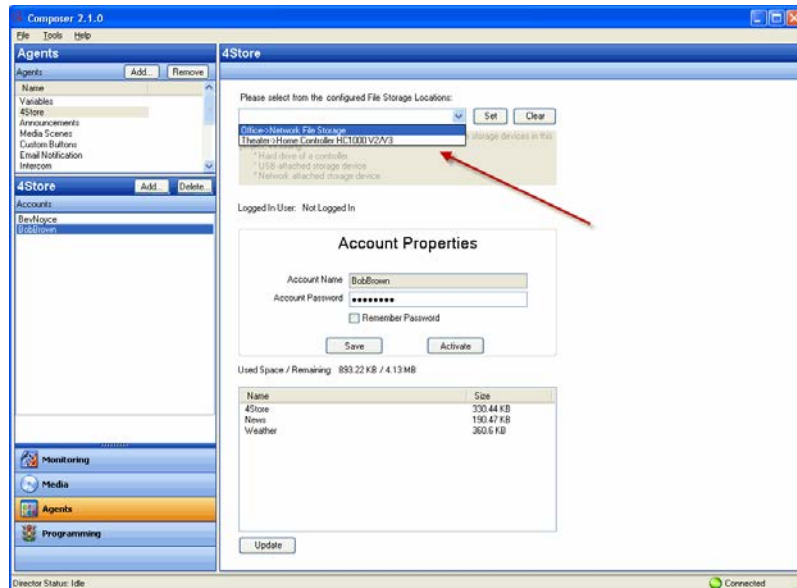 Composer 2.1.0
File Tools Help
Agents
Agents Add... Remove
Name
Variables
4Store
Announcements
Media Scenes
Custom Buttons
Email Notification
Intercom
4Store Add... Delete...
Accounts
BevNoyce
BobBrown
Monitoring
Media
Agents
Programming
4Store
Please select from the configured File Storage Locations:
Set Clear
Office->Network File Storage
Theater->Home Controller HC1000 V2/V3
storage devices in this
* Hard drive of a controller
* USB attached storage device
* Network attached storage device
Logged In User: Not Logged In
Account Properties
Account Name BobBrown
Account Password ••••••••
Remember Password
Save Activate
Used Space / Remaining 893.22 KB / 4.13 MB
Name Size
4Store 330.44 KB
News 190.47 KB
Weather 360.6 KB
Update
Director Status: Idle Connected